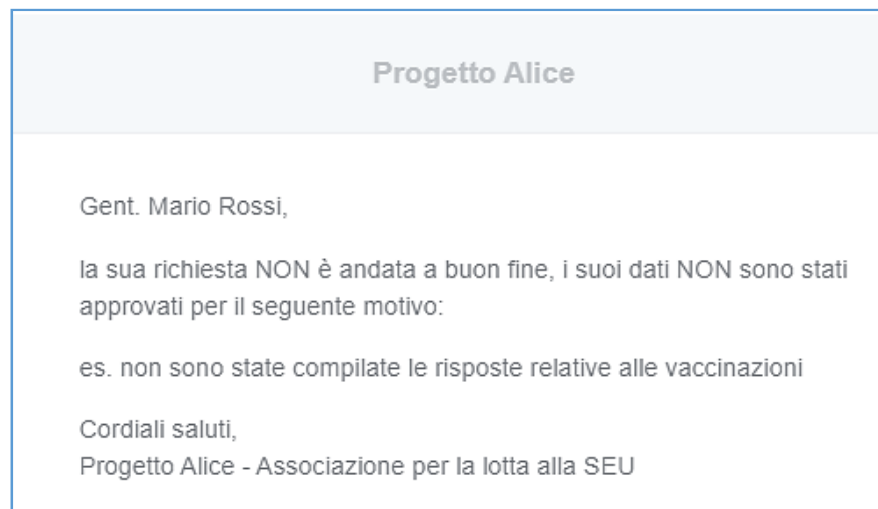 Progetto Alice
Gent. Mario Rossi,
la sua richiesta NON è andata a buon fine, i suoi dati NON sono stati
approvati per il seguente motivo:
es. non sono state compilate le risposte relative alle vaccinazioni
Cordiali saluti,
Progetto Alice - Associazione per la lotta alla SEU